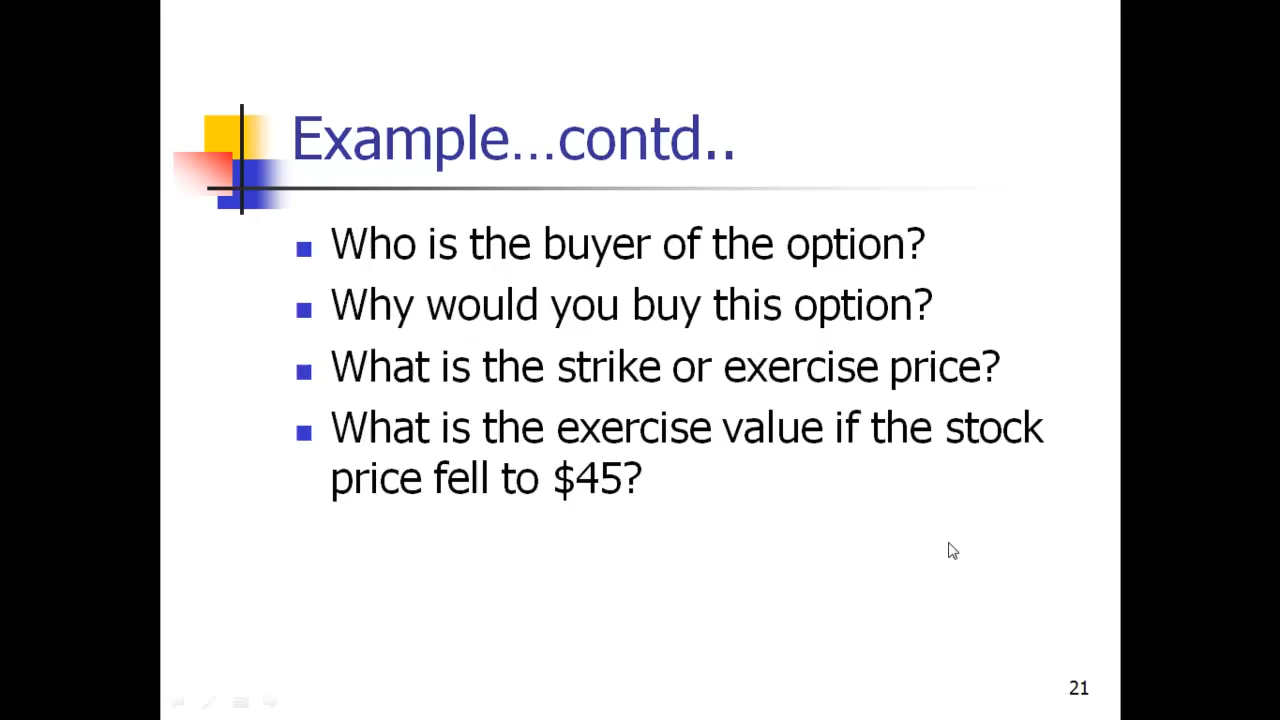 Example...contd..
Who is the buyer of the option?
Why would you buy this option?
What is the strike or exercise price?
What is the exercise value if the stock
price fell to $45?
21